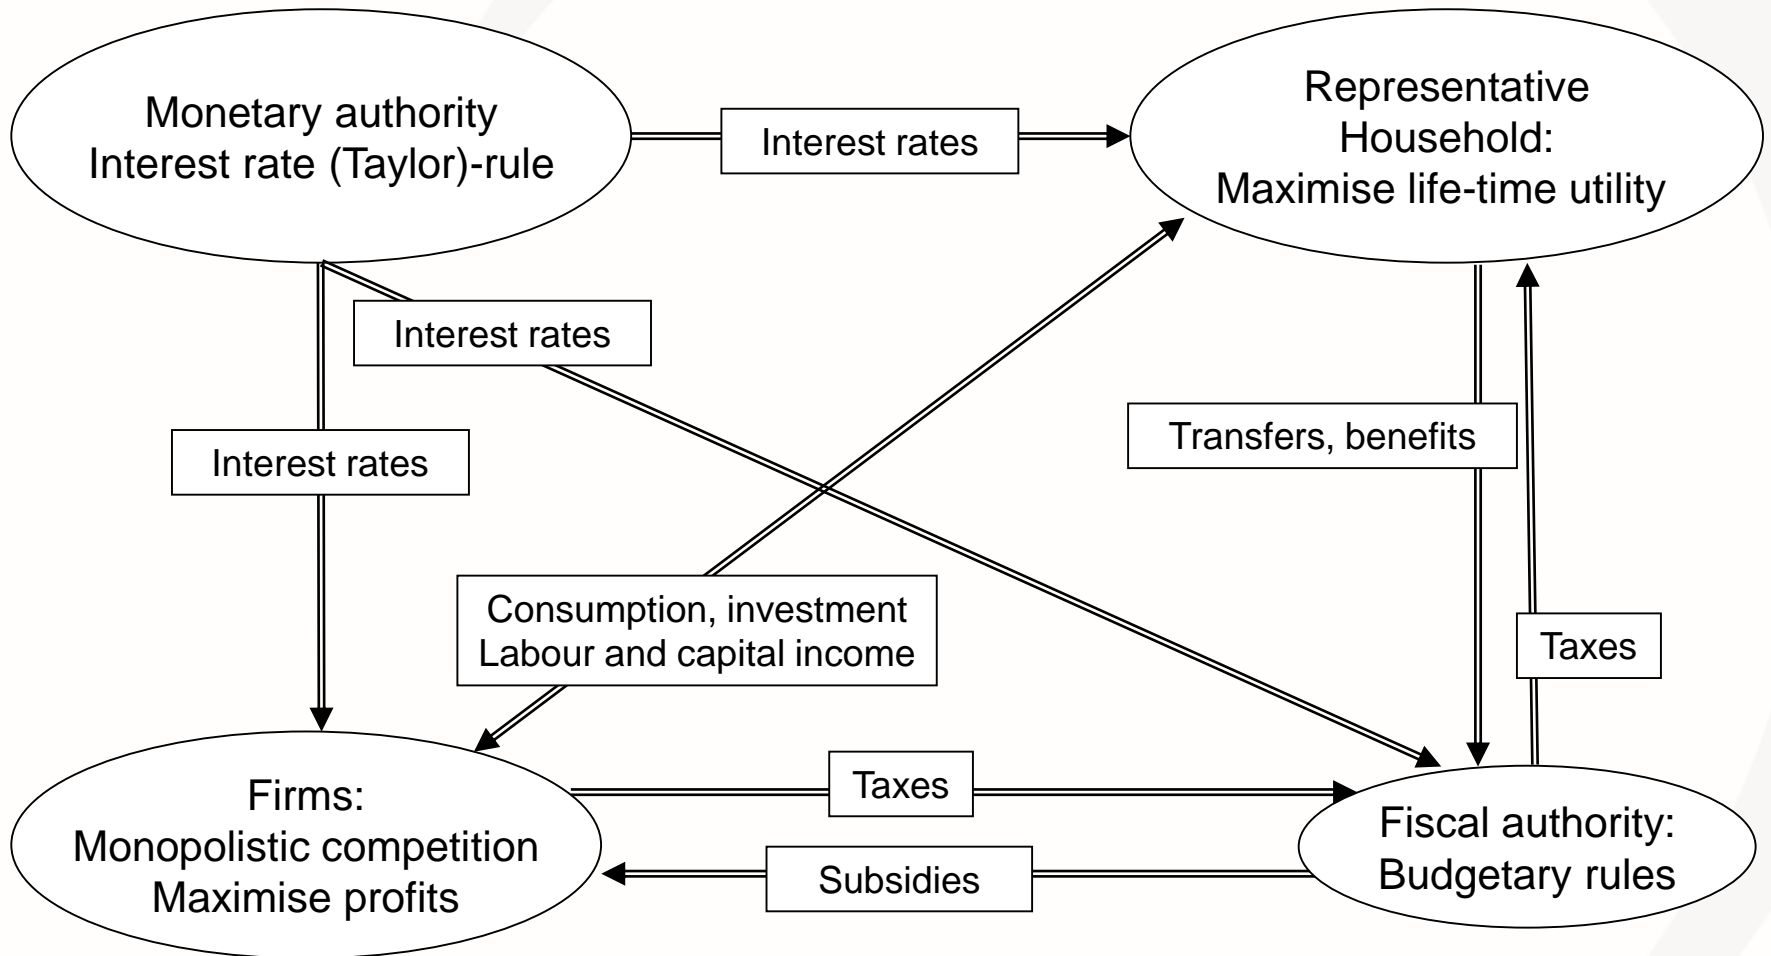 Monetary authority
Interest rate (Taylor)-rule
Interest rates
Representative
Household:
Maximise life-time utility
Interest rates
Interest rates
Transfers, benefits
Consumption, investment
Labour and capital income
Taxes
Firms:
Monopolistic competition
Maximise profits
Taxes
Subsidies
Fiscal authority:
Budgetary rules